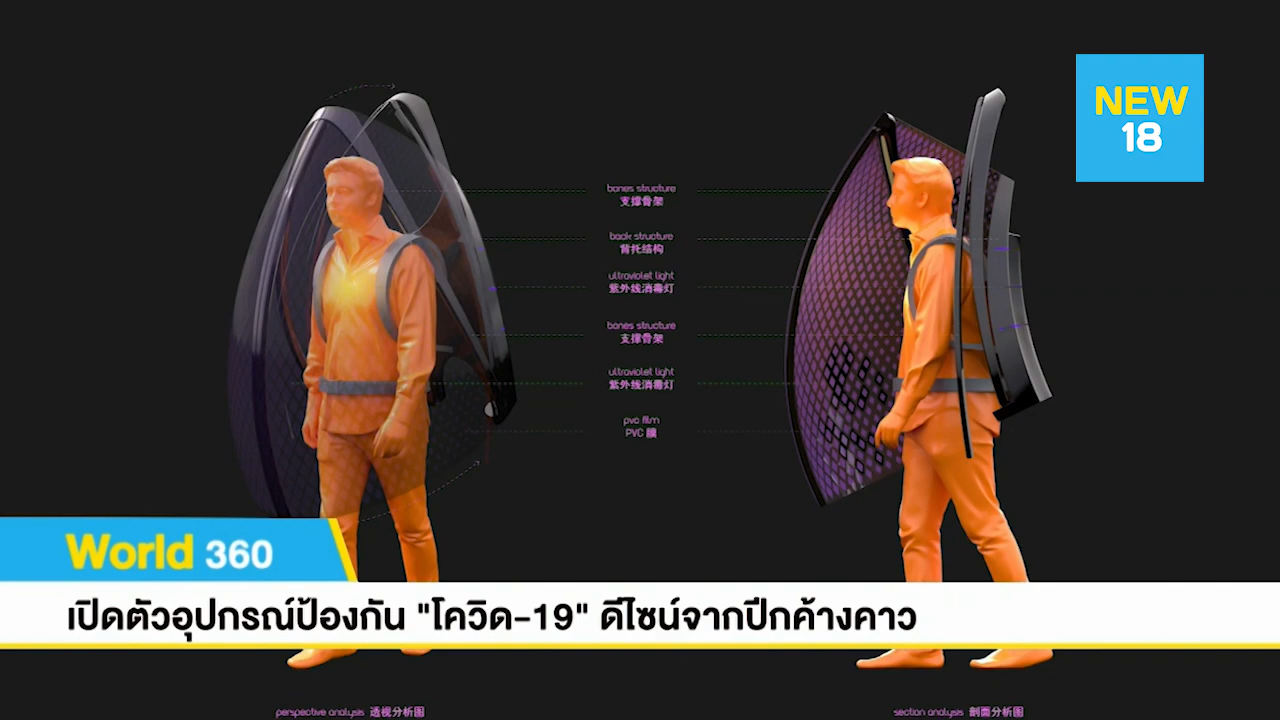 NEW
18
bones structure
支撑骨架
back structure
背托结构
ultraviolet light
紫外线消毒灯
bones structure
支撑骨架
ultraviolet light
紫外线消毒灯
pvc film
PVC 膜
World 360
เปิดตัวอุปกรณ์ป้องกัน "โควิด-19" ดีไซน์จากปีกค้างคาว
perspective analysis 透视分析图
section analysis 剖面分析图